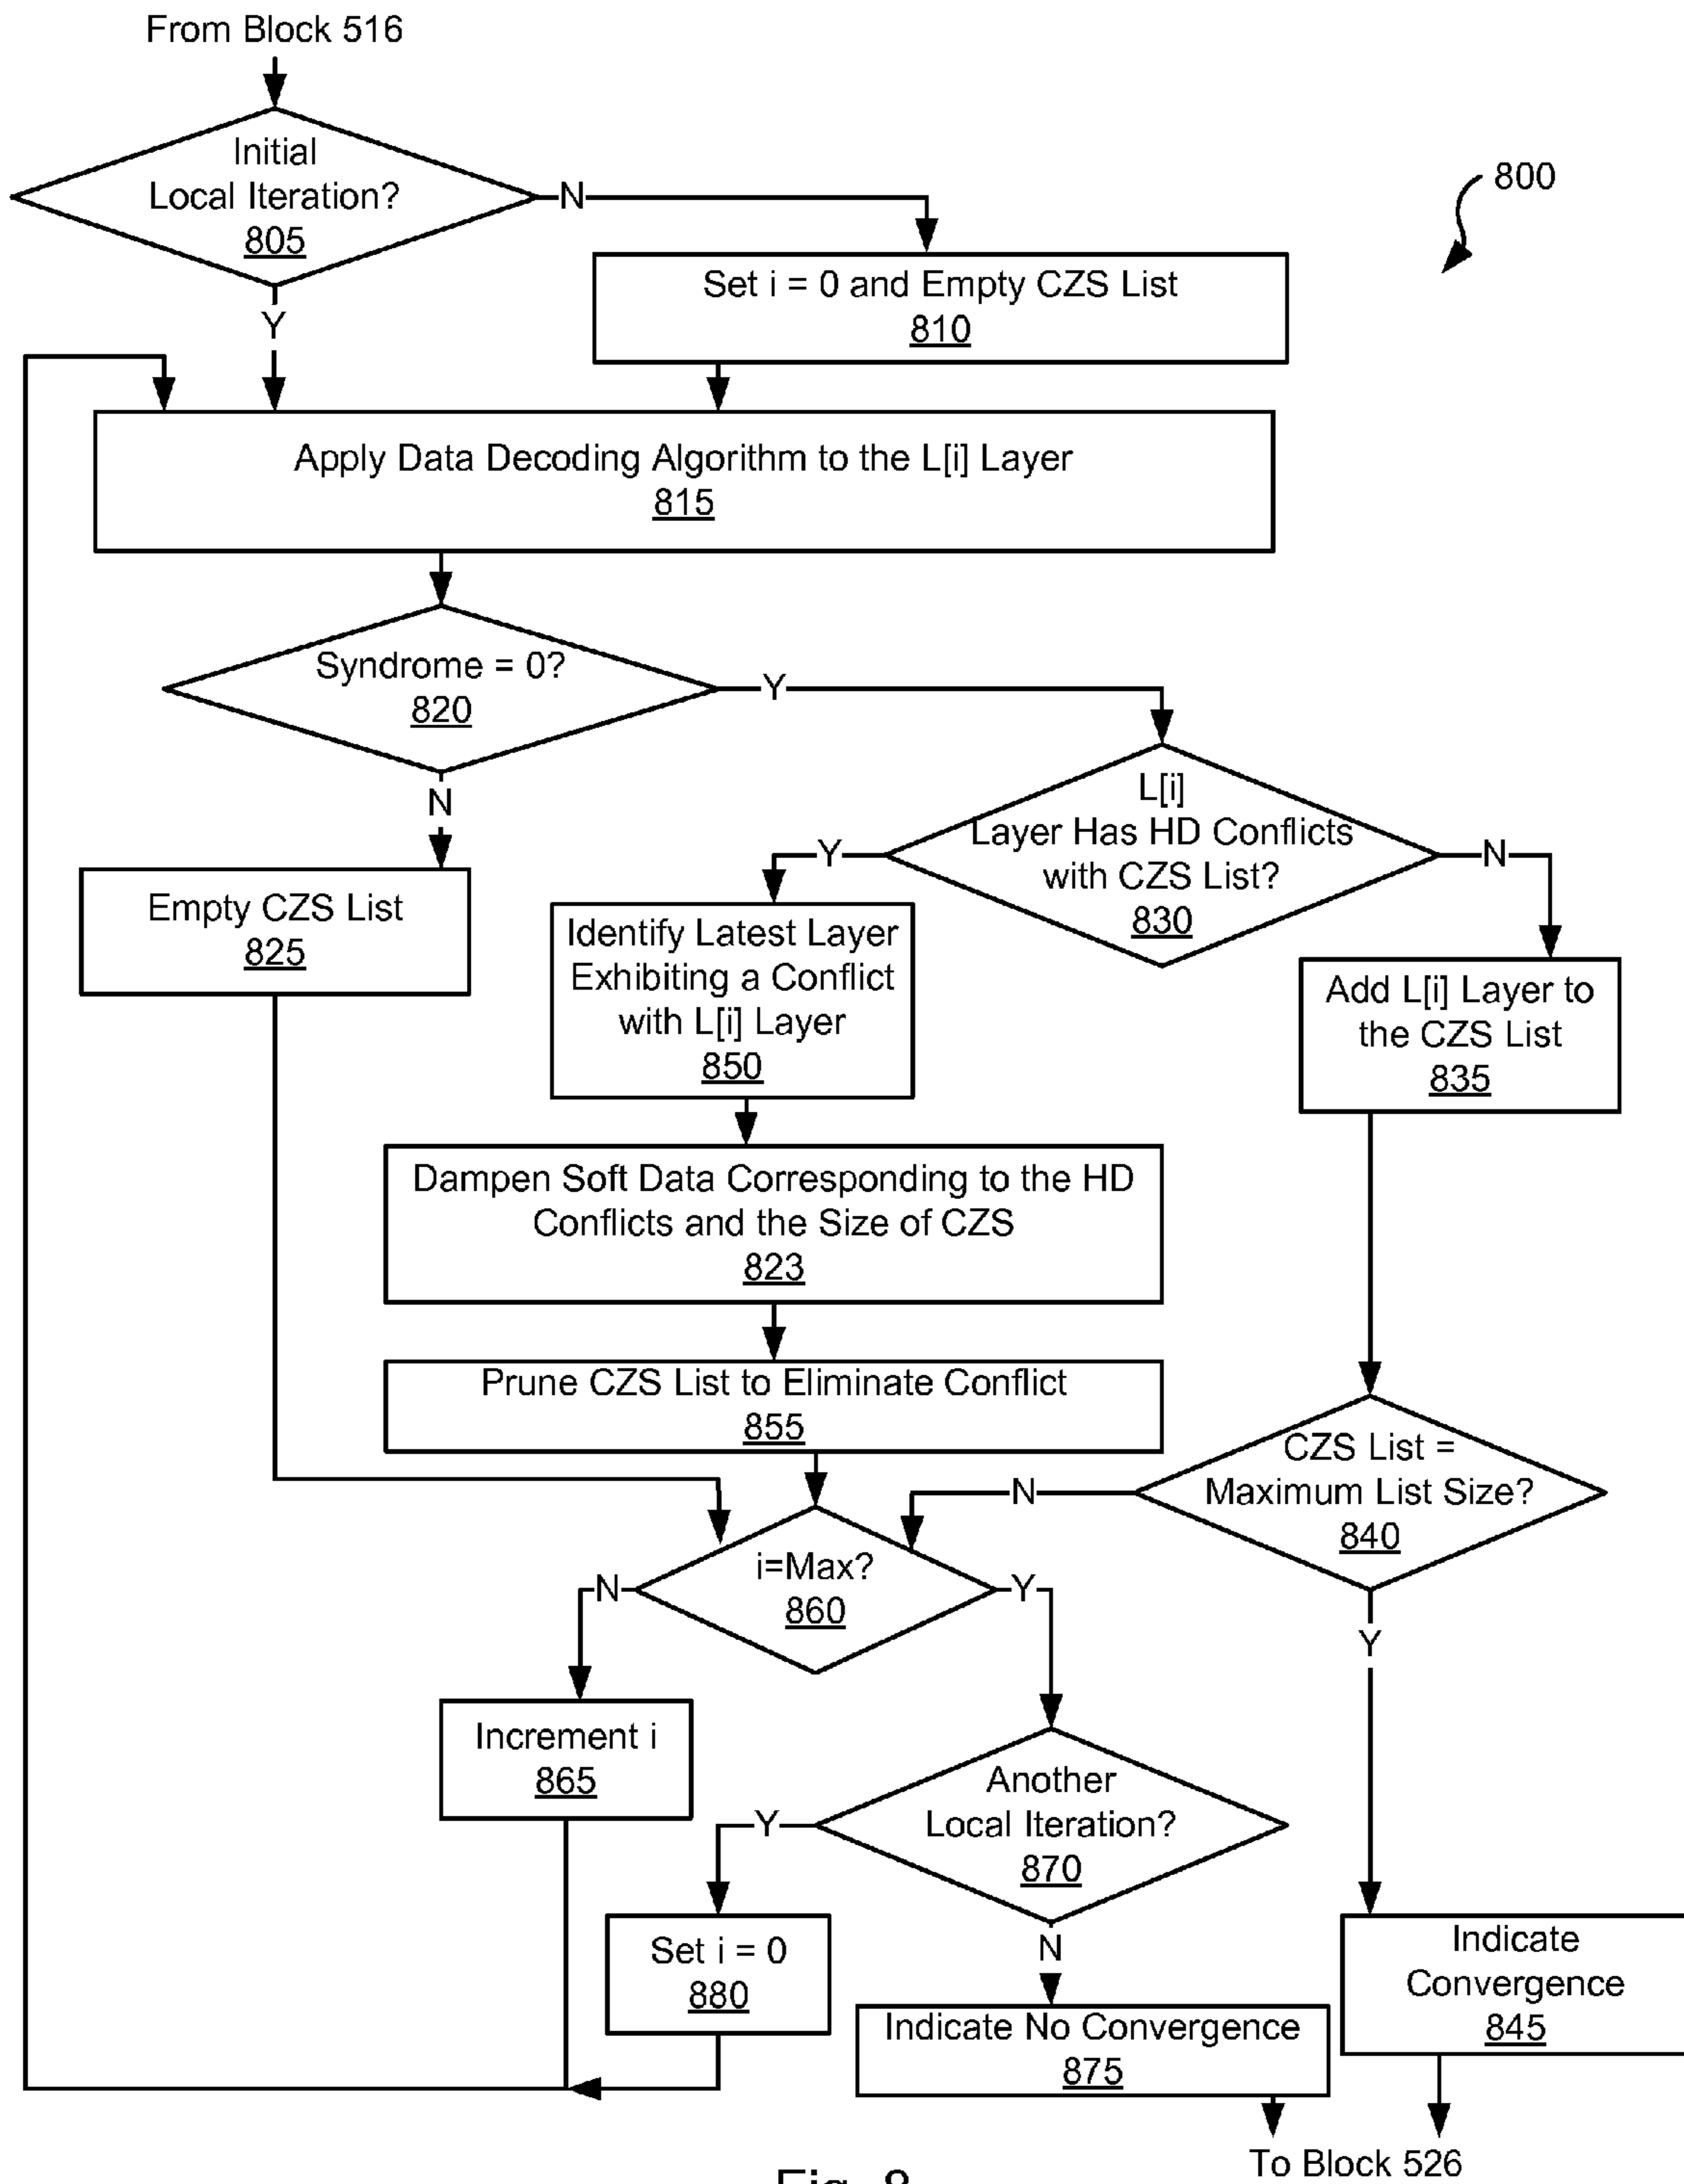 From Block 516
Initial
Local Iteration?
805
N
800
Set i = 0 and Empty CZS List
810
Y
Apply Data Decoding Algorithm to the L[i] Layer
815
Syndrome = 0?
820
Y
N
L[i]
Layer Has HD Conflicts
with CZS List?
830
Y
N
Empty CZS List
825
Identify Latest Layer
Exhibiting a Conflict
with L[i] Layer
850
Add L[i] Layer to
the CZS List
835
Dampen Soft Data Corresponding to the HD
Conflicts and the Size of CZS
823
Prune CZS List to Eliminate Conflict
855
CZS List =
Maximum List Size?
840
N
Y
i=Max?
860
N
Y
Increment i
865
Another
Local Iteration?
870
Y
N
Set i = 0
880
Indicate No Convergence
875
Indicate
Convergence
845
To Block 526
Fig. 8